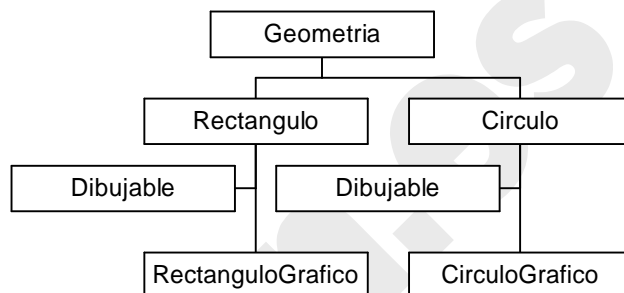 Geometria
Rectangulo
Circulo
Dibujable
Dibujable
RectanguloGrafico
CirculoGrafico